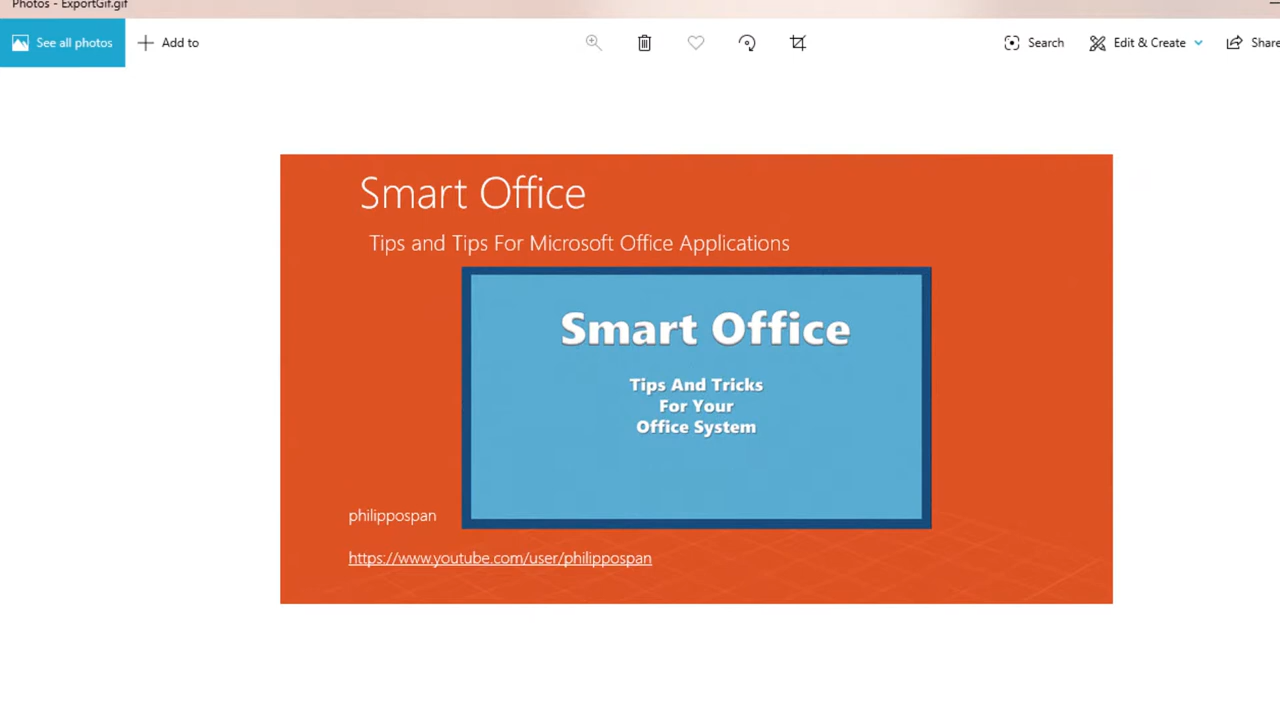 Photos - ExportGif.gif
See all photos
Add to
Search
Edit & Create
Share
Smart Office
Tips and Tips For Microsoft Office Applications
Smart Office
Tips And Tricks
For Your
Office System
philippospan
https://www.youtube.com/user/philippospan